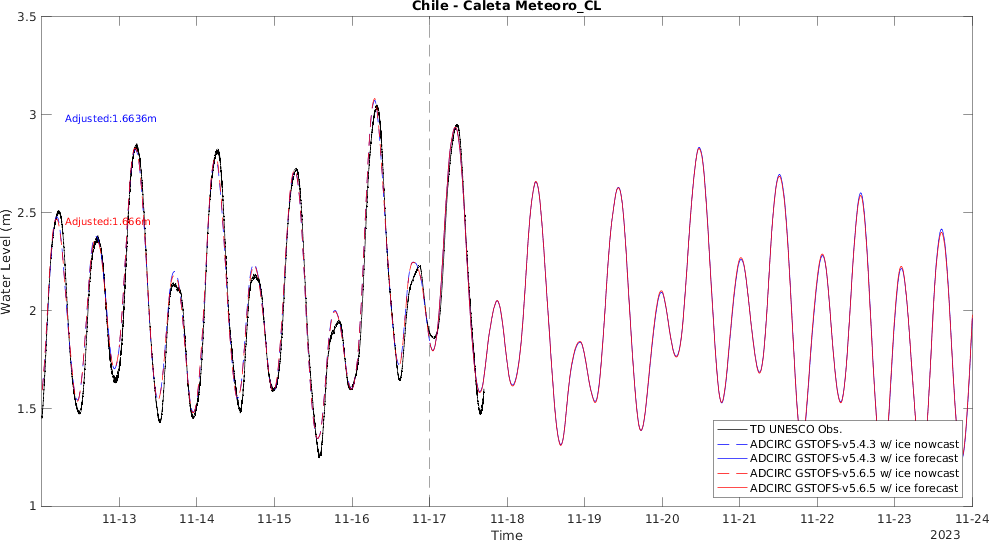 Chile - Caleta Meteoro_CL
3.5
3
2.5
2
1.5
1
Water Level (m)
Adjusted:1.6636m
Adjusted:1.666m
TD UNESCO Obs.
ADCIRC GSTOFS-v5.4.3 w/ ice nowcast
ADCIRC GSTOFS-v5.4.3 w/ ice forecast
ADCIRC GSTOFS-v5.6.5 w/ ice nowcast
ADCIRC GSTOFS-v5.6.5 w/ ice forecast
11-13 11-14 11-15 11-16 11-17 11-18 11-19 11-20 11-21 11-22 11-23 11-24
Time
2023